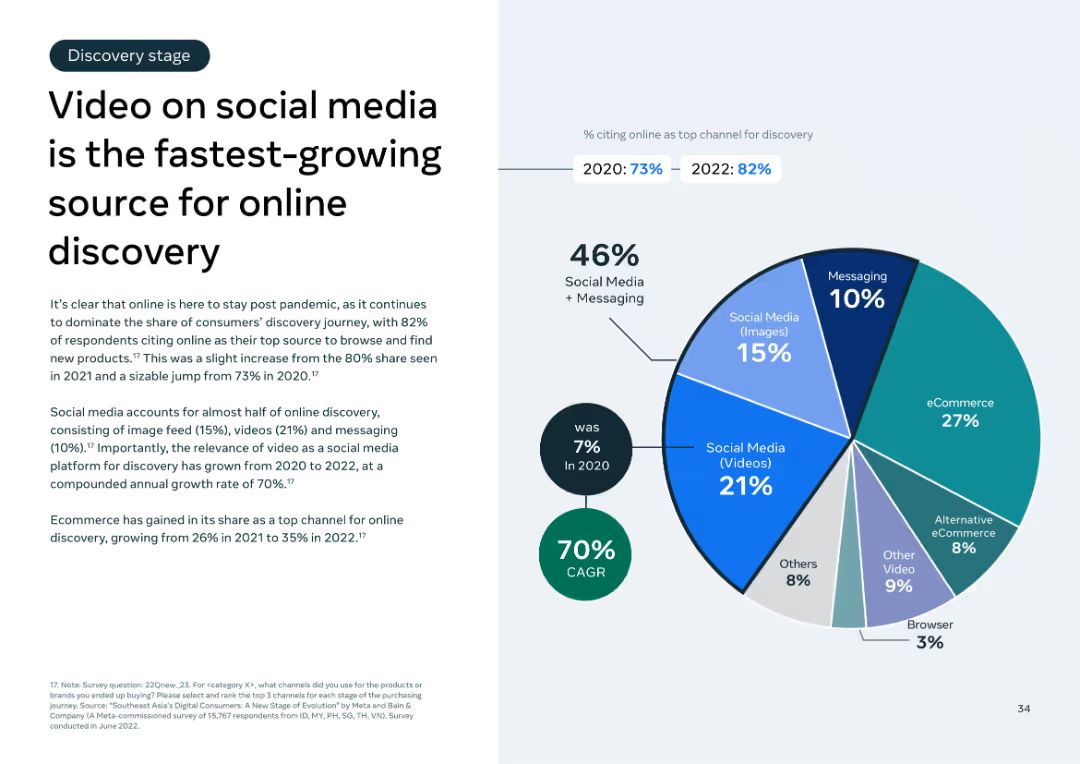 Discovery stage
Video on social media
is the fastest-growing
source for online
discovery
It's clear that online is here to stay post pandemic, as it continues
to dominate the share of consumers' discovery journey, with 82%
of respondents citing online as their top source to browse and find
new products.¹⁷ This was a slight increase from the 80% share seen
in 2021 and a sizable jump from 73% in 2020.¹⁷
Social media accounts for almost half of online discovery,
consisting of image feed (15%), videos (21%) and messaging
(10%).¹⁷ Importantly, the relevance of video as a social media
platform for discovery has grown from 2020 to 2022, at a
compounded annual growth rate of 70%.¹⁷
Ecommerce has gained in its share as a top channel for online
discovery, growing from 26% in 2021 to 35% in 2022.¹⁷
17. Note: Survey question: 22Qnew_23. For <category X>, what channels did you use for the products or
brands you ended up buying? Please select and rank the top 3 channels for each stage of the purchasing
journey. Source: "Southeast Asia's Digital Consumers: A New Stage of Evolution" by Meta and Bain &
Company (A Meta-commissioned survey of 15,767 respondents from ID, MY, PH, SG, TH, VN). Survey
conducted in June 2022.
% citing online as top channel for discovery
2020: 73%
2022: 82%
46%
Social Media
+ Messaging
Messaging
10%
Social Media
(Images)
15%
eCommerce
27%
was
7%
In 2020
Social Media
(Videos)
21%
70%
CAGR
Alternative
eCommerce
8%
Other
Video
9%
Others
8%
Browser
3%
34